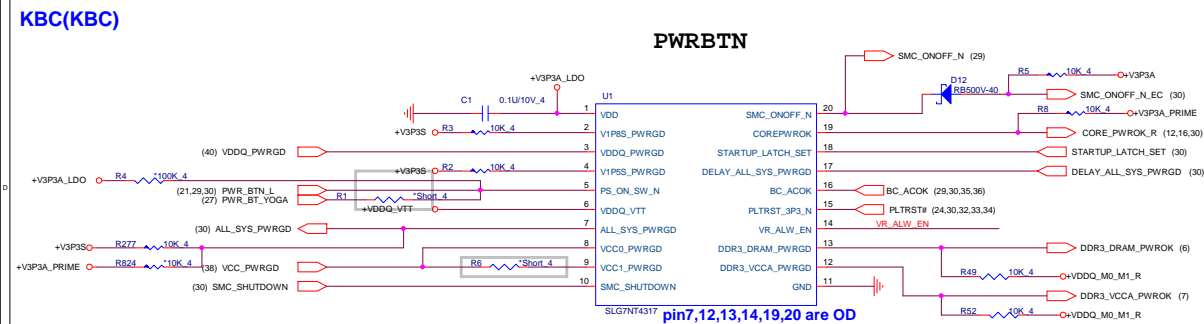 KBC(KBC)
PWRBTN
D
+V3P3A_LDO
C1 0.1U/10V_4
U1
+V3P3S R3 10K_4
(40) VDDQ_PWRGD
+V3P3S R2 10K_4
+V3P3A_LDO R4 *100K_4
(21,29,30) PWR_BTN_L
(27) PWR_BT_YOGA R1 *Short_4
+VDDQ_VTT
(30) ALL_SYS_PWRGD
+V3P3S R277 10K_4
+V3P3A_PRIME R824 *10K_4
(38) VCC_PWRGD
R6 *Short_4
(30) SMC_SHUTDOWN
1 VDD
2 V1P8S_PWRGD
3 VDDQ_PWRGD
4 V1P5S_PWRGD
5 PS_ON_SW_N
6 VDDQ_VTT
7 ALL_SYS_PWRGD
8 VCC0_PWRGD
9 VCC1_PWRGD
10 SMC_SHUTDOWN
SMC_ONOFF_N 20
COREPWROK 19
STARTUP_LATCH_SET 18
DELAY_ALL_SYS_PWRGD 17
BC_ACOK 16
PLTRST_3P3_N 15
VR_ALW_EN 14
DDR3_DRAM_PWRGD 13
DDR3_VCCA_PWRGD 12
GND 11
SLG7NT4317
pin7,12,13,14,19,20 are OD
SMC_ONOFF_N (29)
D12
RB500V-40
R5 10K_4 +V3P3A
SMC_ONOFF_N_EC (30)
R8 10K_4 +V3P3A_PRIME
CORE_PWROK_R (12,16,30)
STARTUP_LATCH_SET (30)
DELAY_ALL_SYS_PWRGD (30)
BC_ACOK (29,30,35,36)
PLTRST# (24,30,32,33,34)
VR_ALW_EN
DDR3_DRAM_PWROK (6)
R49 10K_4 +VDDQ_M0_M1_R
DDR3_VCCA_PWROK (7)
R52 10K_4 +VDDQ_M0_M1_R